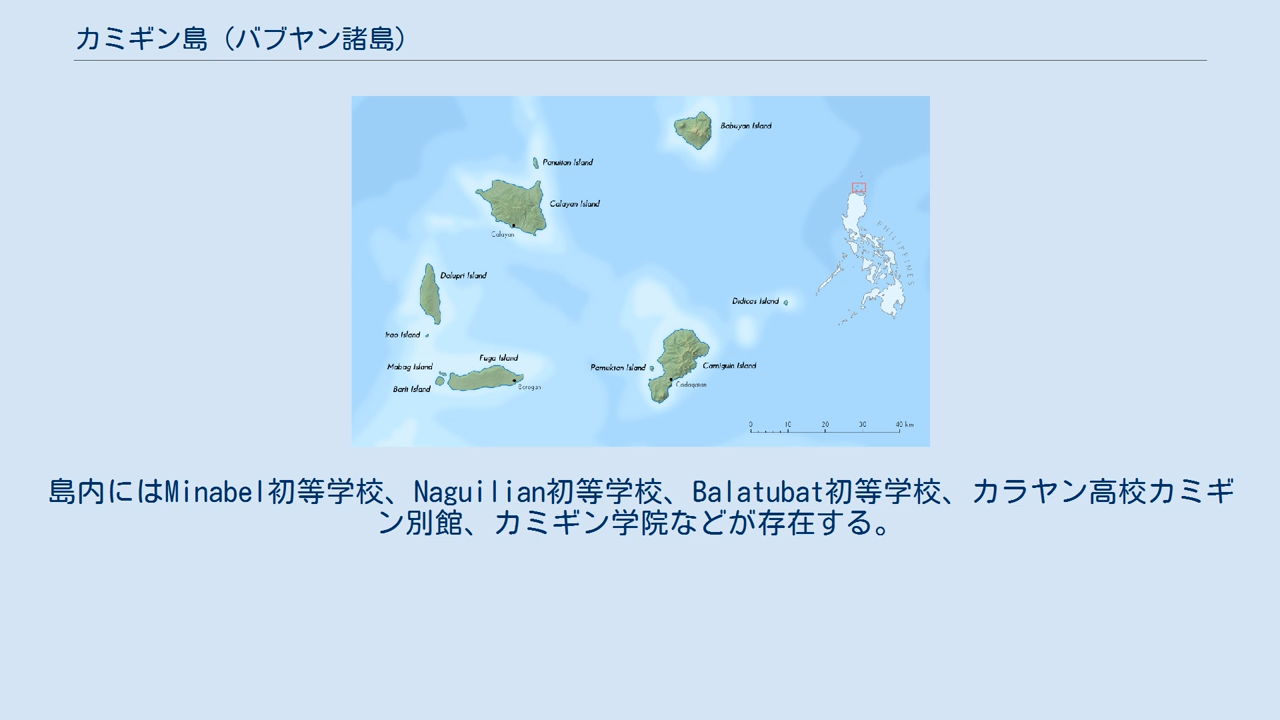 カミギン島（バブヤン諸島）
Babuyan Island
Panuitan Island
Calayan Island
Calayan
PHILIPPINES
Dalupiri Island
Didicas Island
Irao Island
Fuga Island
Mabag Island
Barit Island
Pamuktan Island
Camiguin Island
0 10 20 30 40 km
島内にはMinabel初等学校、Naguilian初等学校、Balatubat初等学校、カラヤン高校カミギ
ン別館、カミギン学院などが存在する。